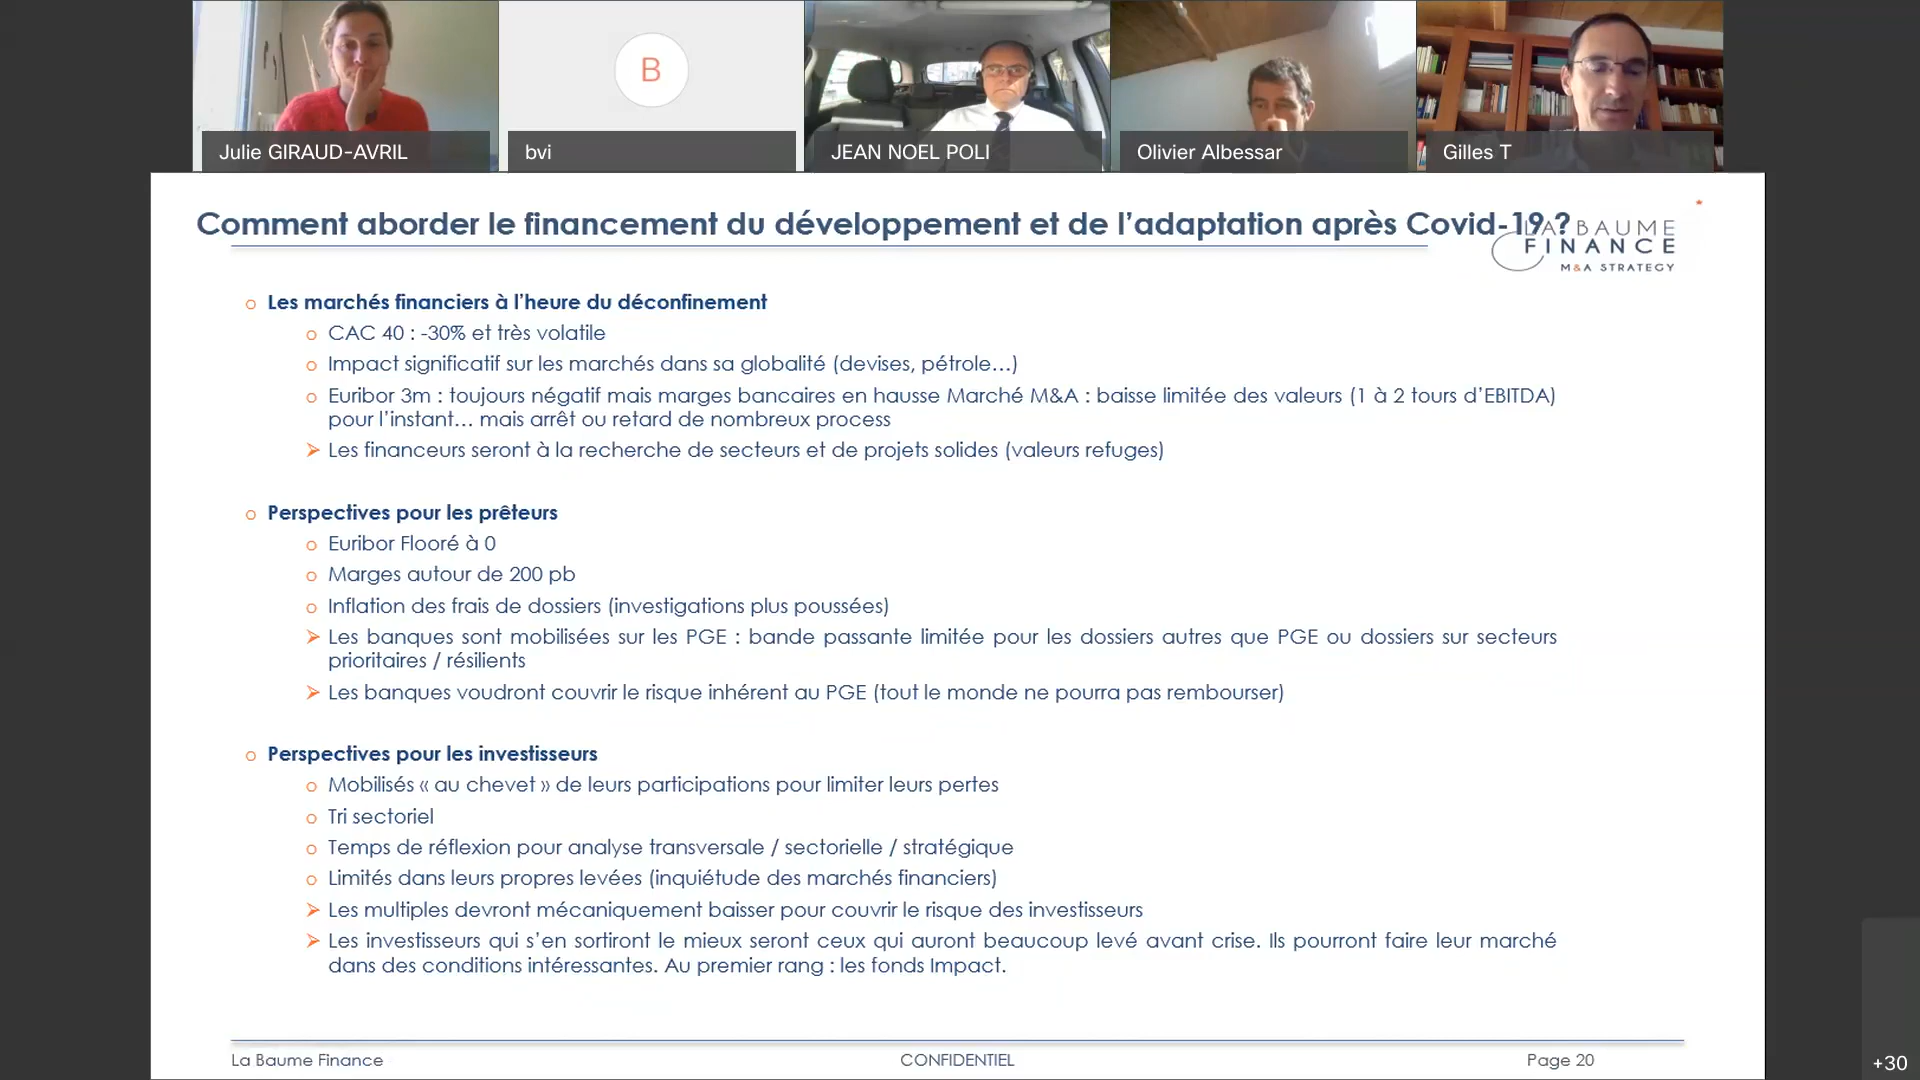 B
Julie GIRAUD-AVRIL
bvi
JEAN NOEL POLI
Olivier Albessar
Gilles T
Comment aborder le financement du développement et de l’adaptation après Covid-19 ?
LA BAUME
FINANCE
M&A STRATEGY
Les marchés financiers à l’heure du déconfinement
CAC 40 : -30% et très volatile
Impact significatif sur les marchés dans sa globalité (devises, pétrole…)
Euribor 3m : toujours négatif mais marges bancaires en hausse Marché M&A : baisse limitée des valeurs (1 à 2 tours d’EBITDA)
pour l’instant… mais arrêt ou retard de nombreux process
Les financeurs seront à la recherche de secteurs et de projets solides (valeurs refuges)
Perspectives pour les prêteurs
Euribor Flooré à 0
Marges autour de 200 pb
Inflation des frais de dossiers (investigations plus poussées)
Les banques sont mobilisées sur les PGE : bande passante limitée pour les dossiers autres que PGE ou dossiers sur secteurs
prioritaires / résilients
Les banques voudront couvrir le risque inhérent au PGE (tout le monde ne pourra pas rembourser)
Perspectives pour les investisseurs
Mobilisés « au chevet » de leurs participations pour limiter leurs pertes
Tri sectoriel
Temps de réflexion pour analyse transversale / sectorielle / stratégique
Limités dans leurs propres levées (inquiétude des marchés financiers)
Les multiples devront mécaniquement baisser pour couvrir le risque des investisseurs
Les investisseurs qui s’en sortiront le mieux seront ceux qui auront beaucoup levé avant crise. Ils pourront faire leur marché
dans des conditions intéressantes. Au premier rang : les fonds Impact.
La Baume Finance
CONFIDENTIEL
Page 20
+30